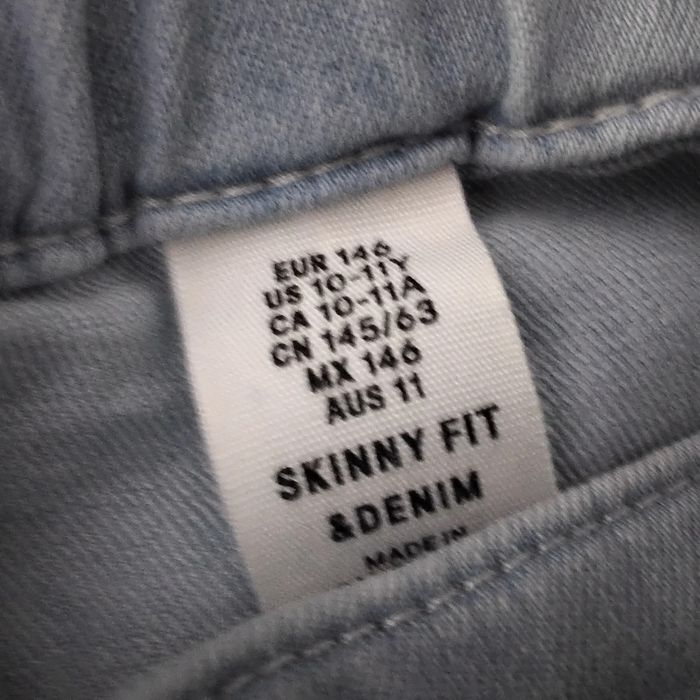 EUR 146
US 10-11Y
CA 10-11A
CN 145/63
MX 146
AUS 11
SKINNY FIT
&DENIM
MADE IN